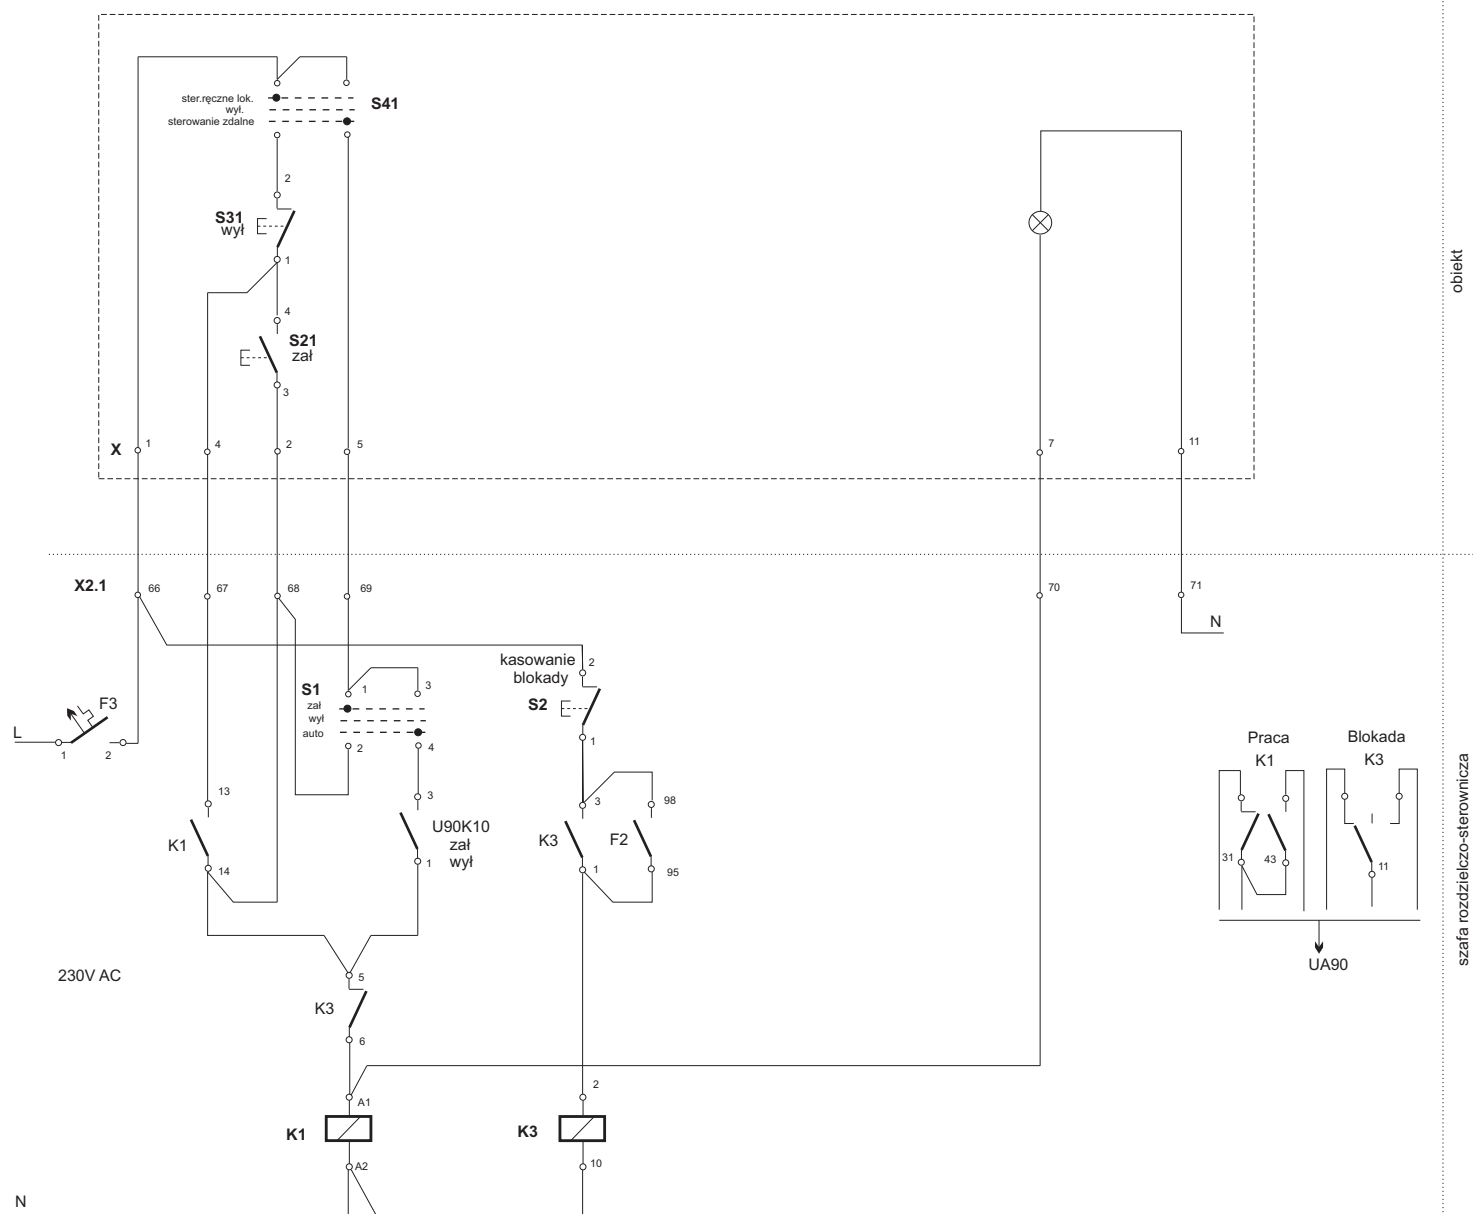 ster.ręczne lok.
wył.
sterowanie zdalne
S41
2
S31
wył
1
4
S21
zał
3
X
1
4
2
5
7
11
obiekt
X2.1
66
67
68
69
70
71
N
kasowanie
blokady
2
S2
1
S1
zał
wył
auto
1
3
2
4
F3
L
1
2
Praca
K1
Blokada
K3
13
K1
14
3
U90K10
zał
wył
1
3
98
K3
F2
1
95
31
43
11
UA90
szafa rozdzielczo-sterownicza
230V AC
5
K3
6
A1
2
K1
K3
A2
10
N